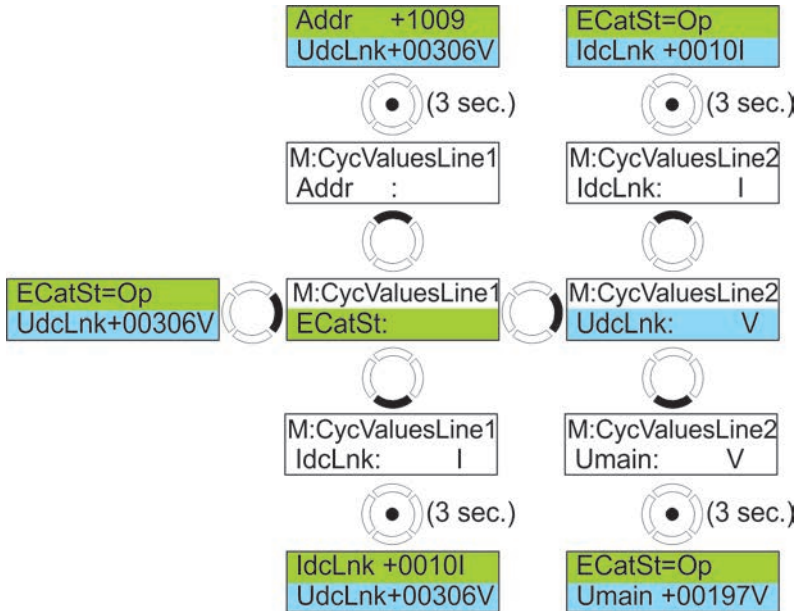 Addr +1009
UdcLnk+00306V
ECatSt=Op
IdcLnk +0010I
(3 sec.)
(3 sec.)
M:CycValuesLine1
Addr :
M:CycValuesLine2
IdcLnk: I
ECatSt=Op
UdcLnk+00306V
M:CycValuesLine1
ECatSt:
M:CycValuesLine2
UdcLnk: V
M:CycValuesLine1
IdcLnk: I
M:CycValuesLine2
Umain: V
(3 sec.)
(3 sec.)
IdcLnk +0010I
UdcLnk+00306V
ECatSt=Op
Umain +00197V